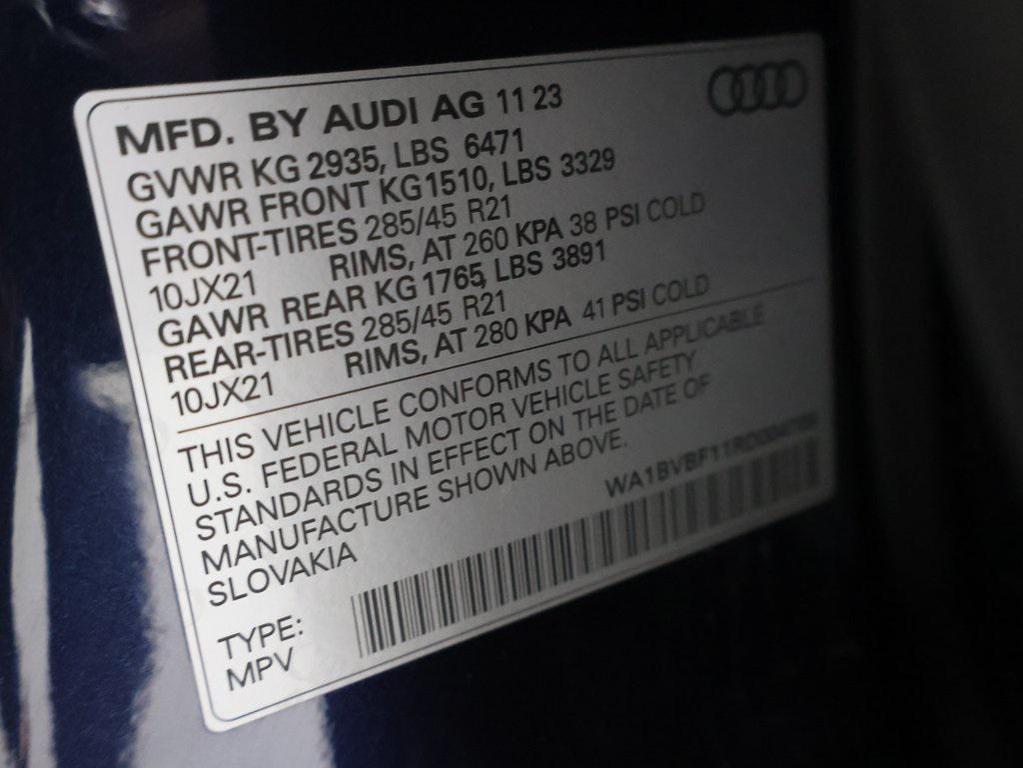 MFD. BY AUDI AG 11 23
GVWR KG 2935, LBS 6471
GAWR FRONT KG1510, LBS 3329
FRONT-TIRES 285/45 R21
10JX21 RIMS, AT 260 KPA 38 PSI COLD
GAWR REAR KG 1765, LBS 3891
REAR-TIRES 285/45 R21
10JX21 RIMS, AT 280 KPA 41 PSI COLD
THIS VEHICLE CONFORMS TO ALL APPLICABLE
U.S. FEDERAL MOTOR VEHICLE SAFETY
STANDARDS IN EFFECT ON THE DATE OF
MANUFACTURE SHOWN ABOVE.
SLOVAKIA
TYPE:
MPV